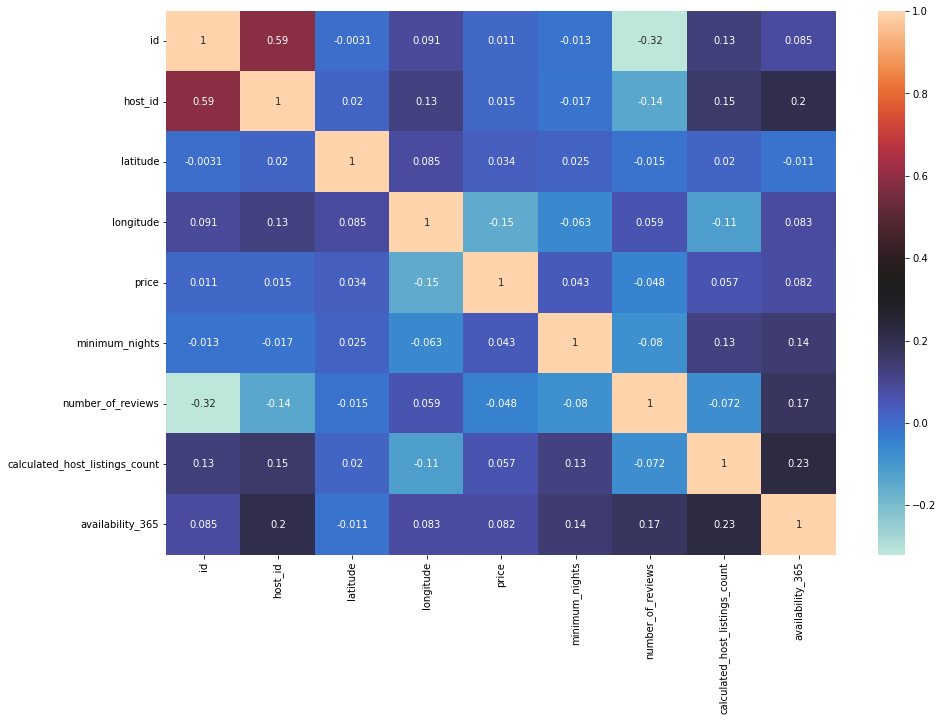 id 1 0.59 -0.0031 0.091 0.011 -0.013 -0.32 0.13 0.085
host_id 0.59 1 0.02 0.13 0.015 -0.017 -0.14 0.15 0.2
latitude -0.0031 0.02 1 0.085 0.034 0.025 -0.015 0.02 -0.011
longitude 0.091 0.13 0.085 1 -0.15 -0.063 0.059 -0.11 0.083
price 0.011 0.015 0.034 -0.15 1 0.043 -0.048 0.057 0.082
minimum_nights -0.013 -0.017 0.025 -0.063 0.043 1 -0.08 0.13 0.14
number_of_reviews -0.32 -0.14 -0.015 0.059 -0.048 -0.08 1 -0.072 0.17
calculated_host_listings_count 0.13 0.15 0.02 -0.11 0.057 0.13 -0.072 1 0.23
availability_365 0.085 0.2 -0.011 0.083 0.082 0.14 0.17 0.23 1
id
host_id
latitude
longitude
price
minimum_nights
number_of_reviews
calculated_host_listings_count
availability_365
1.0
0.8
0.6
0.4
0.2
0.0
−0.2